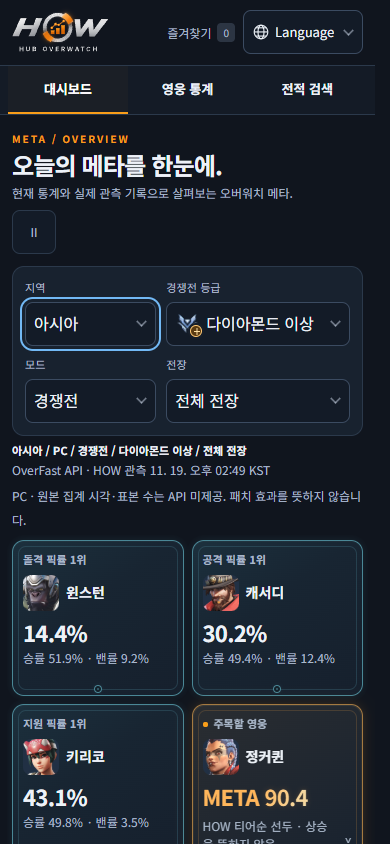 HOW
HUB OVERWATCH
즐겨찾기 0
Language
대시보드
영웅 통계
전적 검색
META / OVERVIEW
오늘의 메타를 한눈에.
현재 통계와 실제 관측 기록으로 살펴보는 오버워치 메타.
지역
경쟁전 등급
아시아
다이아몬드 이상
모드
전장
경쟁전
전체 전장
아시아 / PC / 경쟁전 / 다이아몬드 이상 / 전체 전장
OverFast API · HOW 관측 11. 19. 오후 02:49 KST
PC · 원본 집계 시각·표본 수는 API 미제공. 패치 효과를 뜻하지 않습니
다.
돌격 픽률 1위
윈스턴
14.4%
승률 51.9% · 밴률 9.2%
공격 픽률 1위
캐서디
30.2%
승률 49.4% · 밴률 12.4%
지원 픽률 1위
키리코
43.1%
승률 49.8% · 밴률 3.5%
주목할 영웅
정커퀸
META 90.4
HOW 티어순 선두 · 상승
을 뜻하지 않음